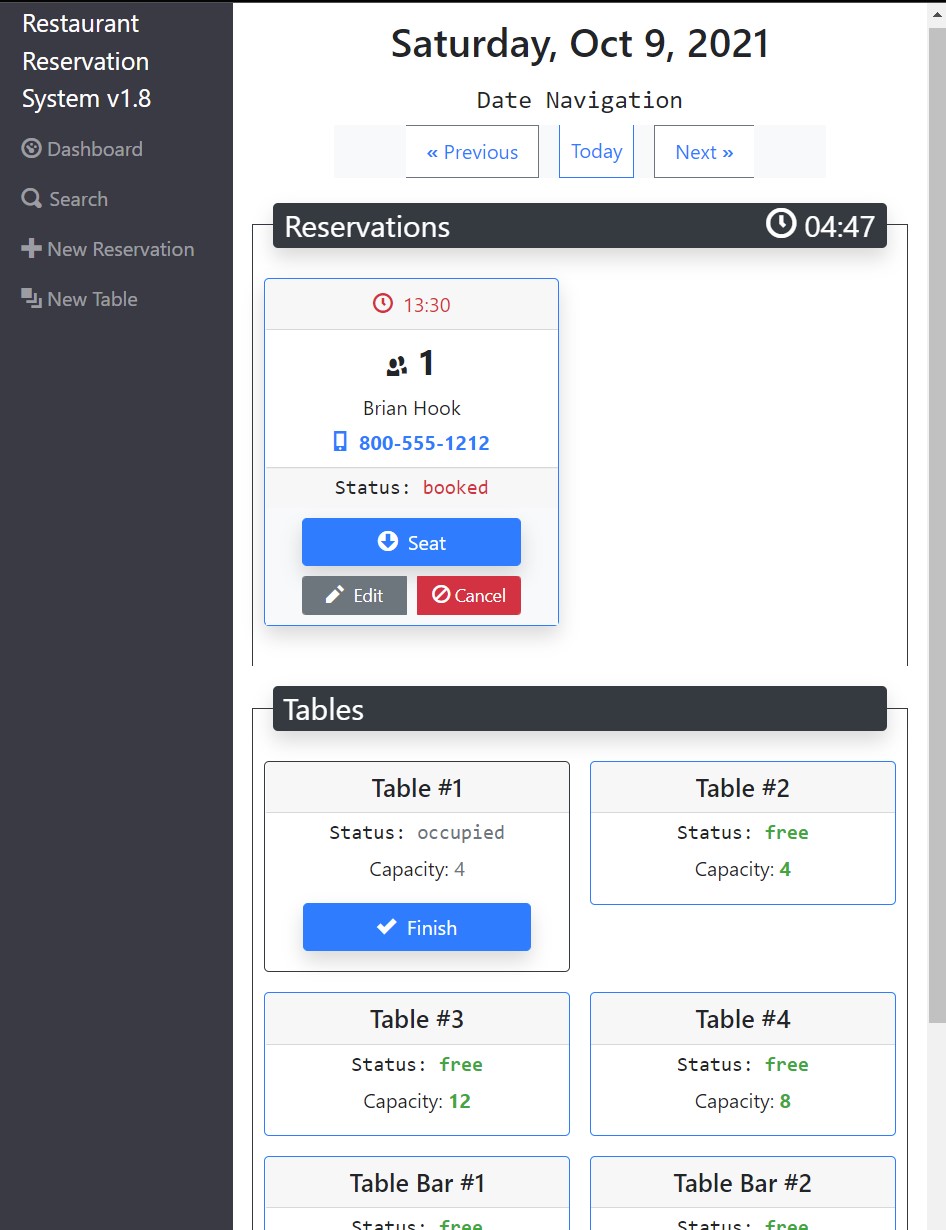 Restaurant
Reservation
System v1.8
Dashboard
Search
New Reservation
New Table
Saturday, Oct 9, 2021
Date Navigation
« Previous
Today
Next »
Reservations
04:47
13:30
1
Brian Hook
800-555-1212
Status: booked
Seat
Edit
Cancel
Tables
Table #1
Status: occupied
Capacity: 4
Finish
Table #2
Status: free
Capacity: 4
Table #3
Status: free
Capacity: 12
Table #4
Status: free
Capacity: 8
Table Bar #1
Status: free
Table Bar #2
Status: free